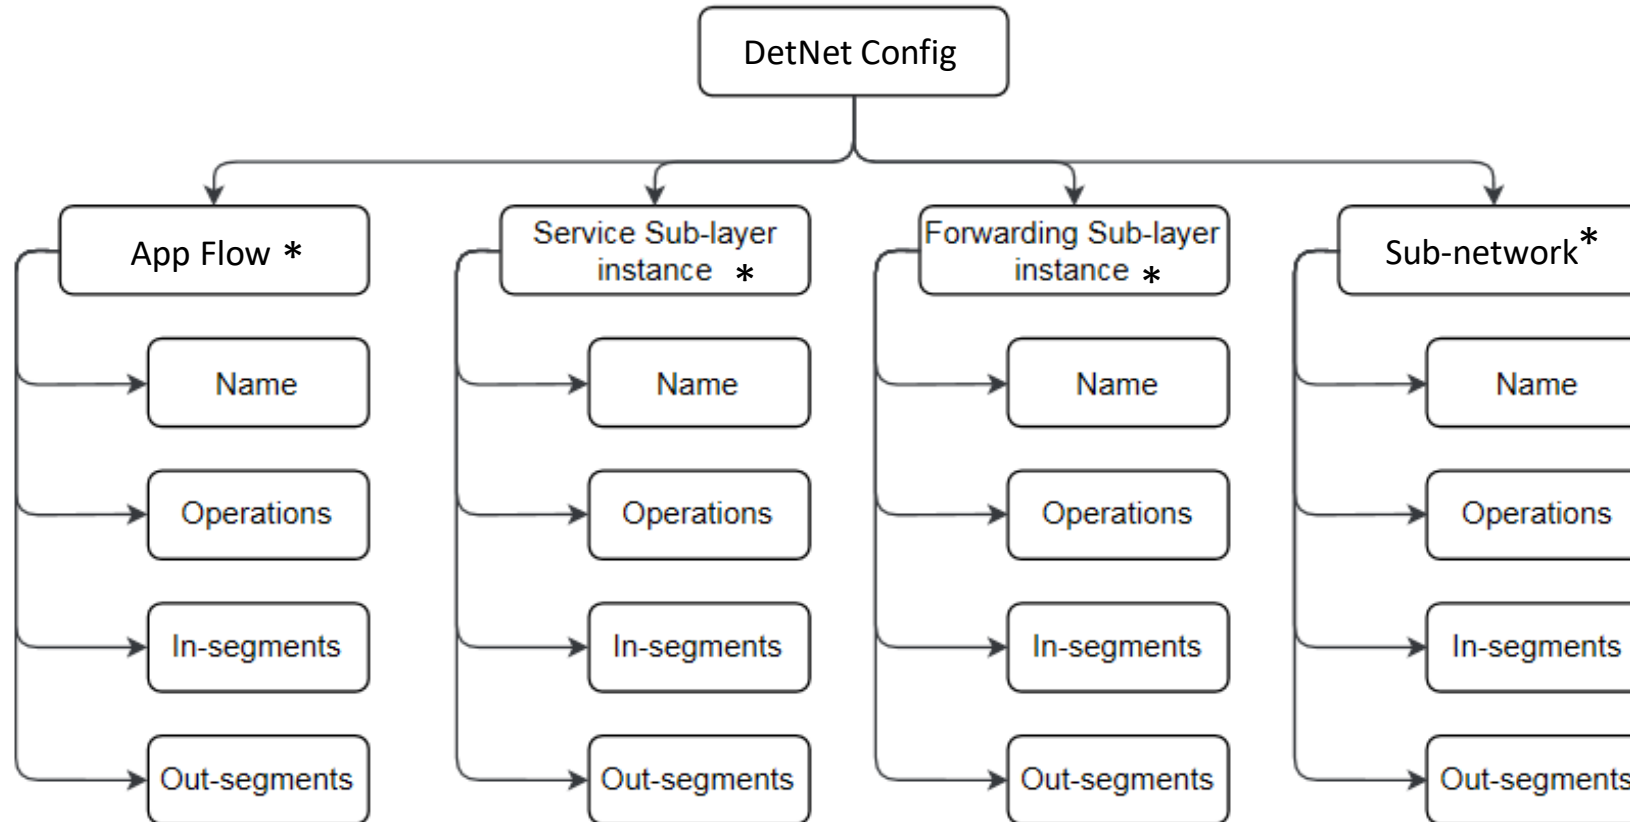 DetNet Config
App Flow *
Service Sub-layer
instance *
Forwarding Sub-layer
instance *
Sub-network*
Name
Name
Name
Name
Operations
Operations
Operations
Operations
In-segments
In-segments
In-segments
In-segments
Out-segments
Out-segments
Out-segments
Out-segments